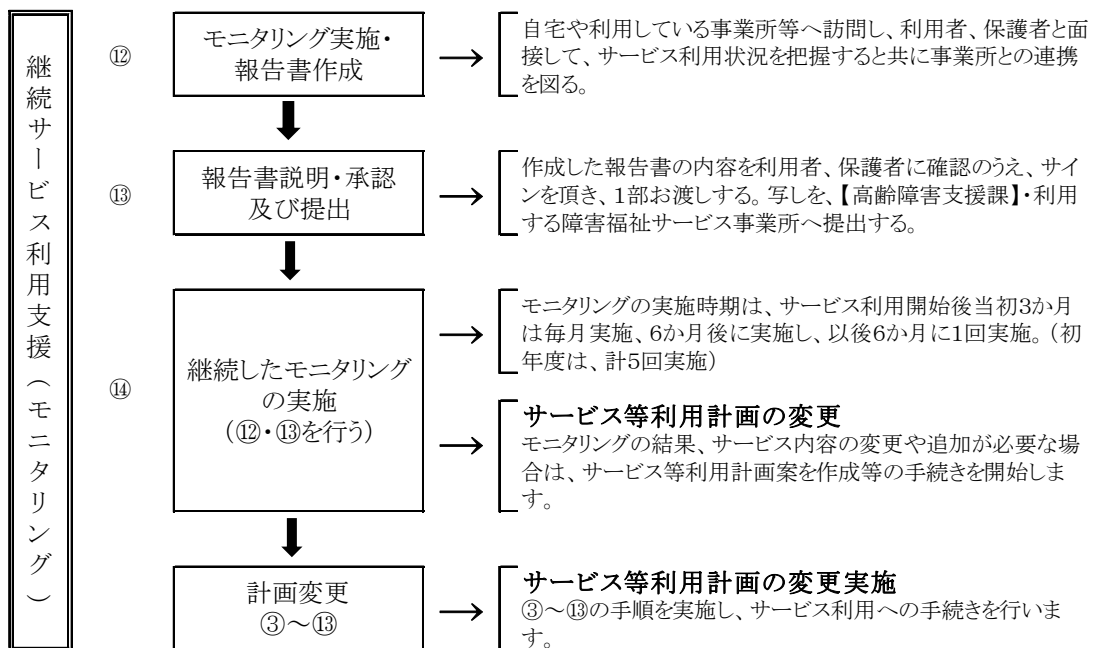 継続サービス利用支援（モニタリング）
⑫
モニタリング実施・
報告書作成
→
自宅や利用している事業所等へ訪問し、利用者、保護者と面
接して、サービス利用状況を把握すると共に事業所との連携
を図る。
⑬
報告書説明・承認
及び提出
→
作成した報告書の内容を利用者、保護者に確認のうえ、サイ
ンを頂き、1部お渡しする。写しを、【高齢障害支援課】・利用
する障害福祉サービス事業所へ提出する。
⑭
継続したモニタリング
の実施
（⑫・⑬を行う）
→
モニタリングの実施時期は、サービス利用開始後当初3か月
は毎月実施、6か月後に実施し、以後6か月に1回実施。（初
年度は、計5回実施）
→
サービス等利用計画の変更
モニタリングの結果、サービス内容の変更や追加が必要な場
合は、サービス等利用計画案を作成等の手続きを開始しま
す。
計画変更
③～⑬
→
サービス等利用計画の変更実施
③～⑬の手順を実施し、サービス利用への手続きを行いま
す。